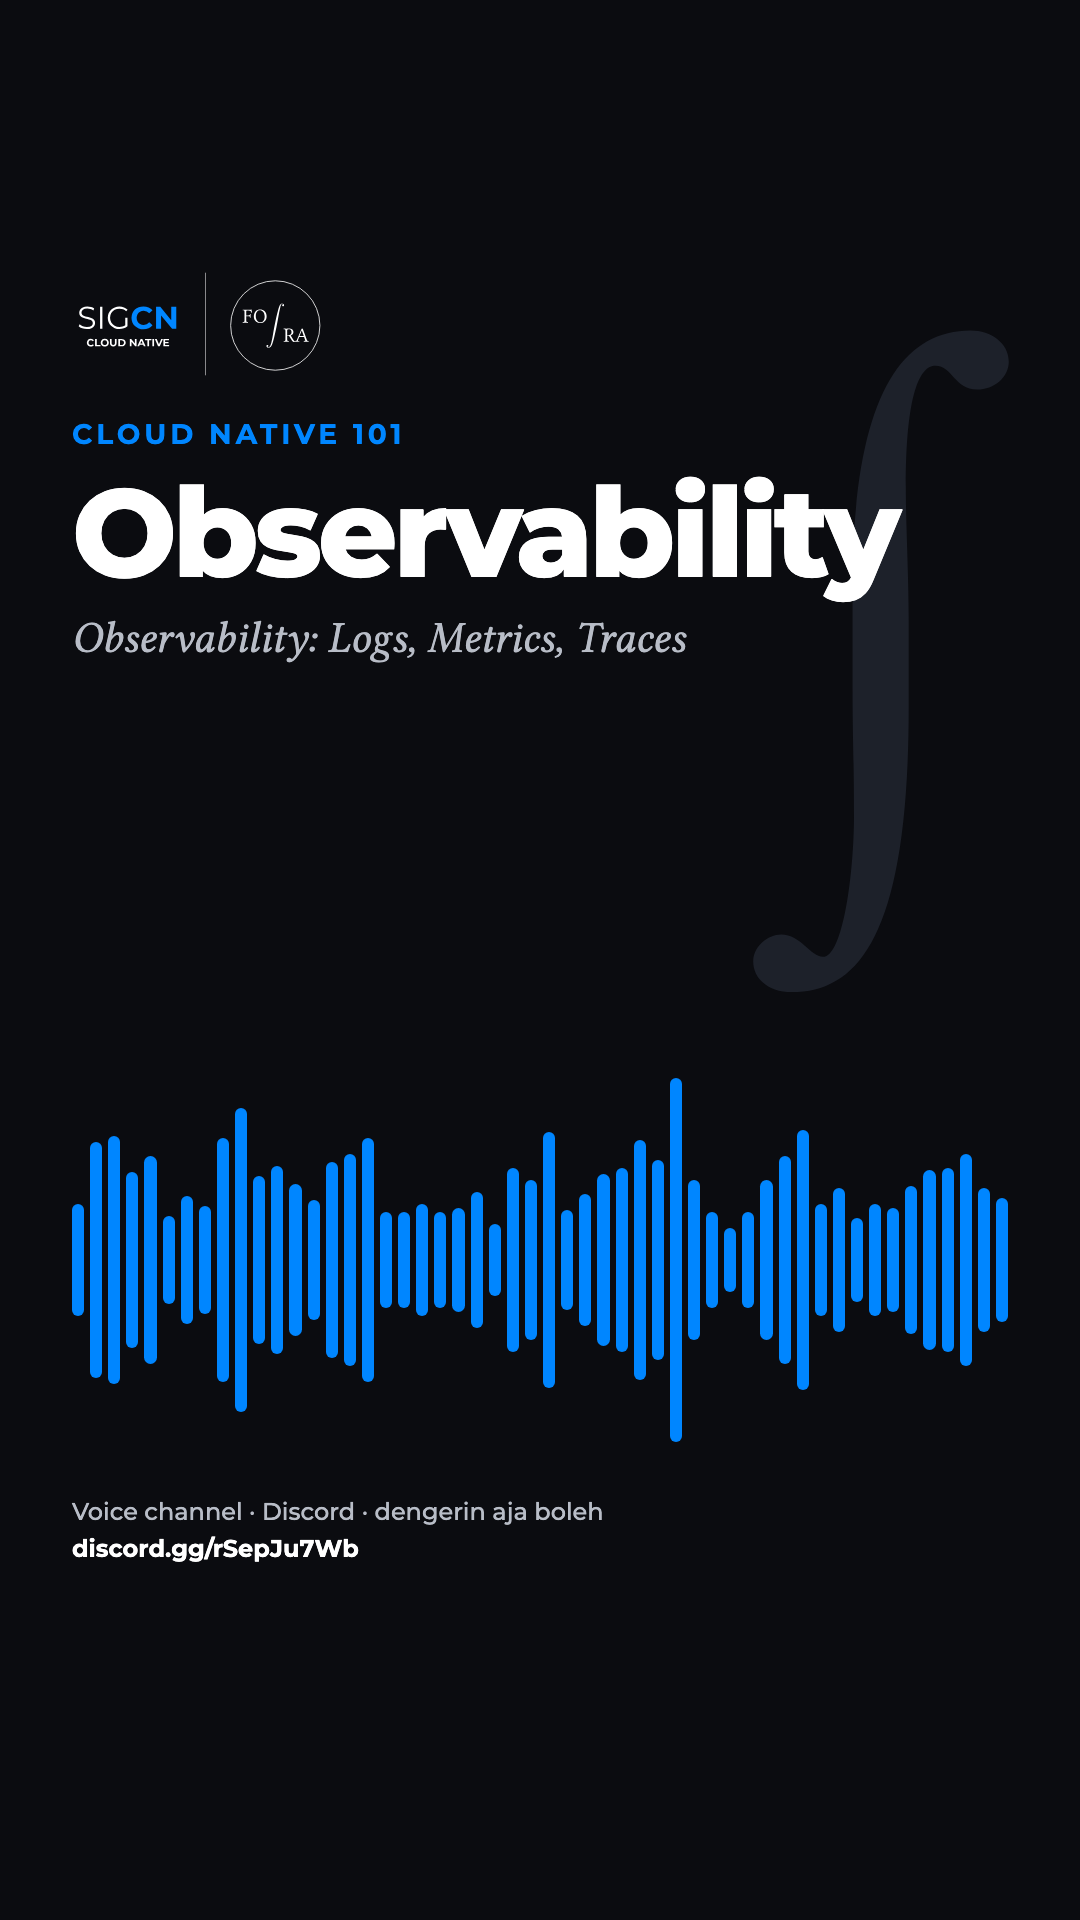 SIGCN
CLOUD NATIVE
FO∫RA
CLOUD NATIVE 101
Observability
Observability: Logs, Metrics, Traces
∫
Voice channel · Discord · dengerin aja boleh
discord.gg/rSepJu7Wb